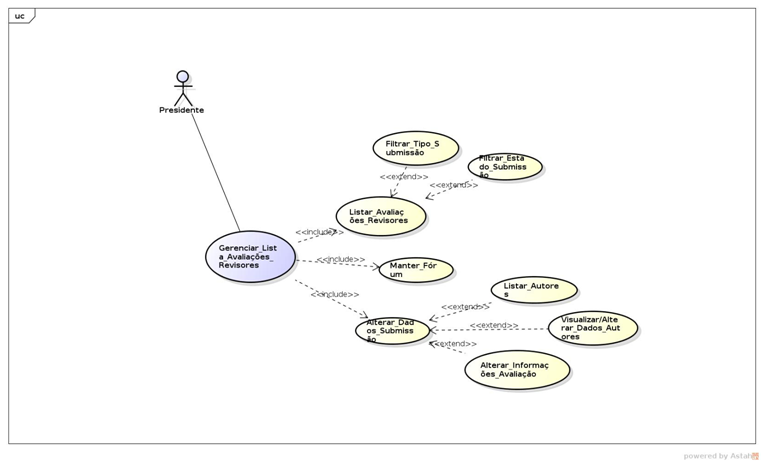 uc
Presidente
Filtrar_Tipo_S
ubmissão
Filtrar_Esta
do_Submiss
ão
<<extend>>
<<extend>>
Listar_Avaliaç
ões_Revisores
<<include>>
Gerenciar_List
a_Avaliações_
Revisores
<<include>>
Manter_Fór
um
<<include>>
Listar_Autore
s
<<extend>>
Alterar_Dad
os_Submiss
ão
<<extend>>
Visualizar/Alte
rar_Dados_Aut
ores
<<extend>>
Alterar_Informaç
ões_Avaliação
powered by Astah